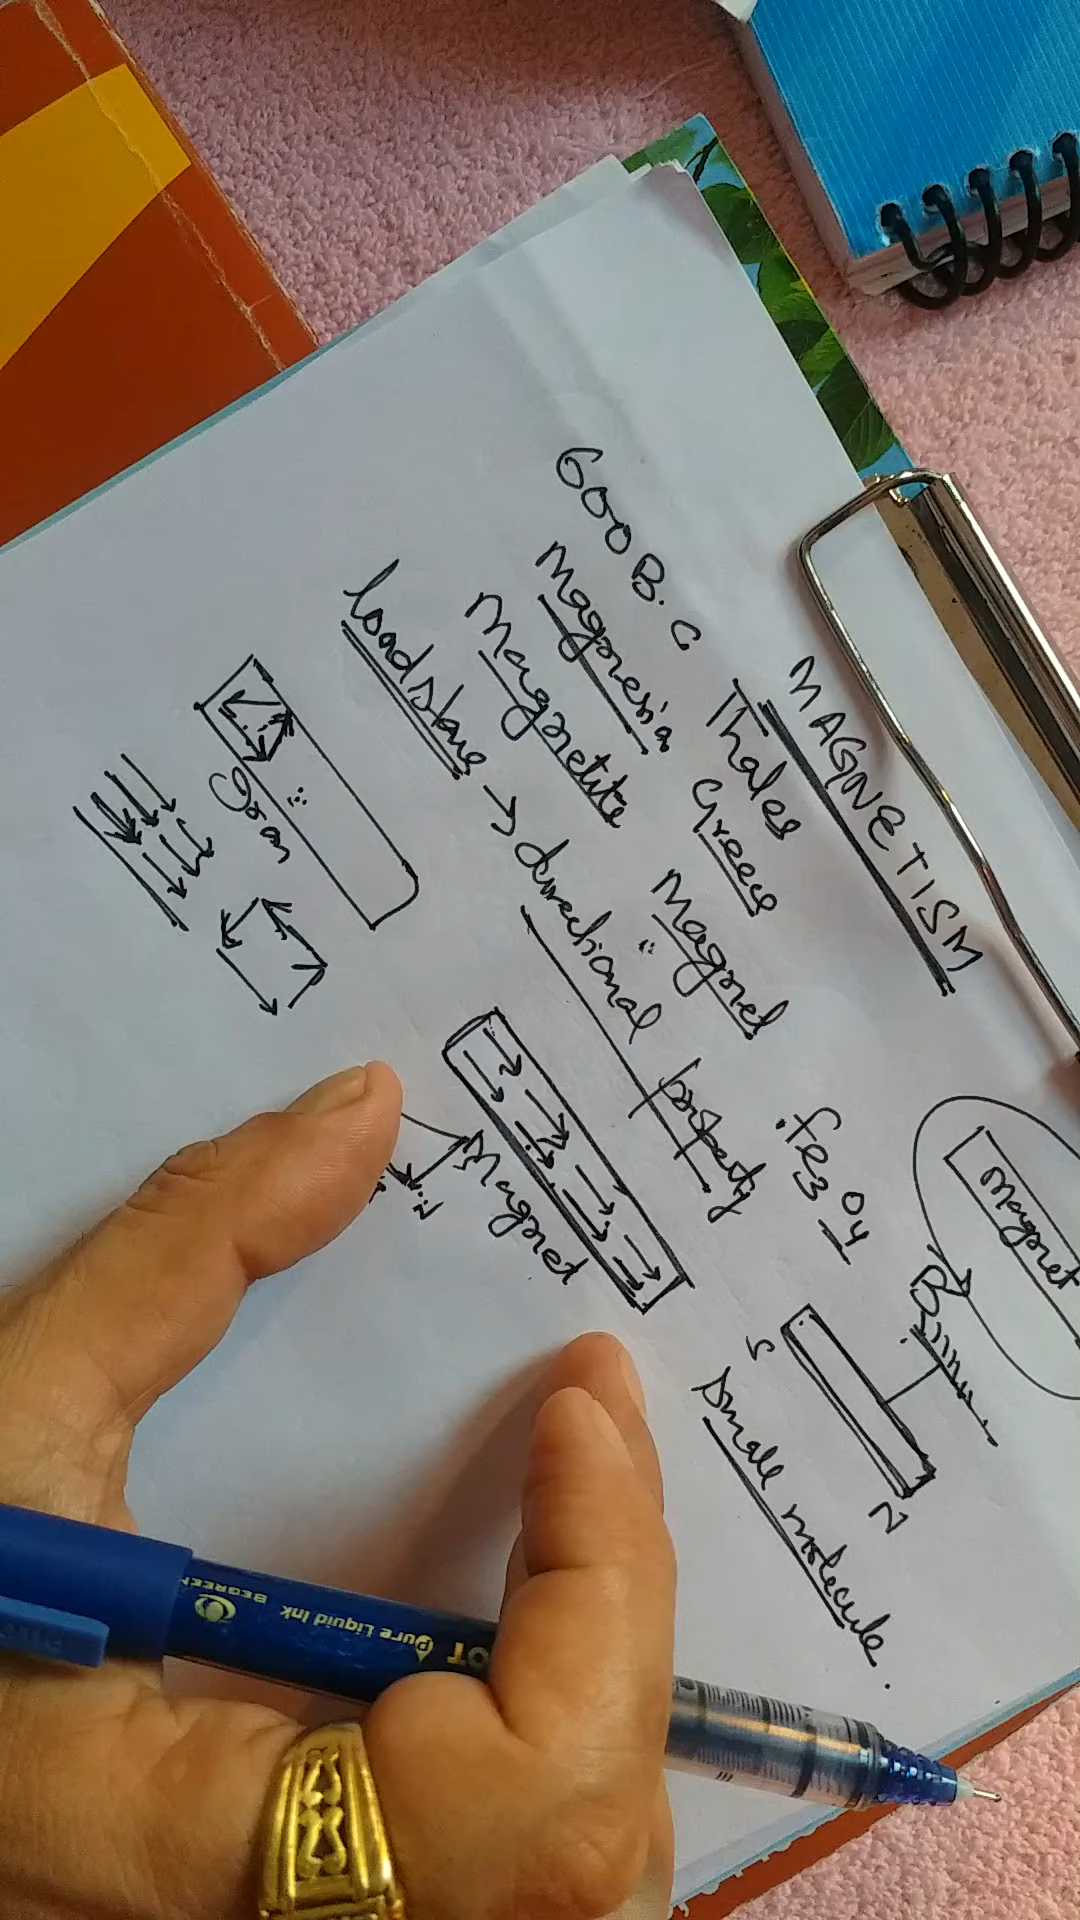 MAGNETISM
600 B.C Thales Greece
Magnesia Magnet Fe3O4
Magnetite
loadstone → directional property
Magnet
B
S N
small molecule.
Iron
Magnet
N
Pure Liquid Ink
BEGREEN